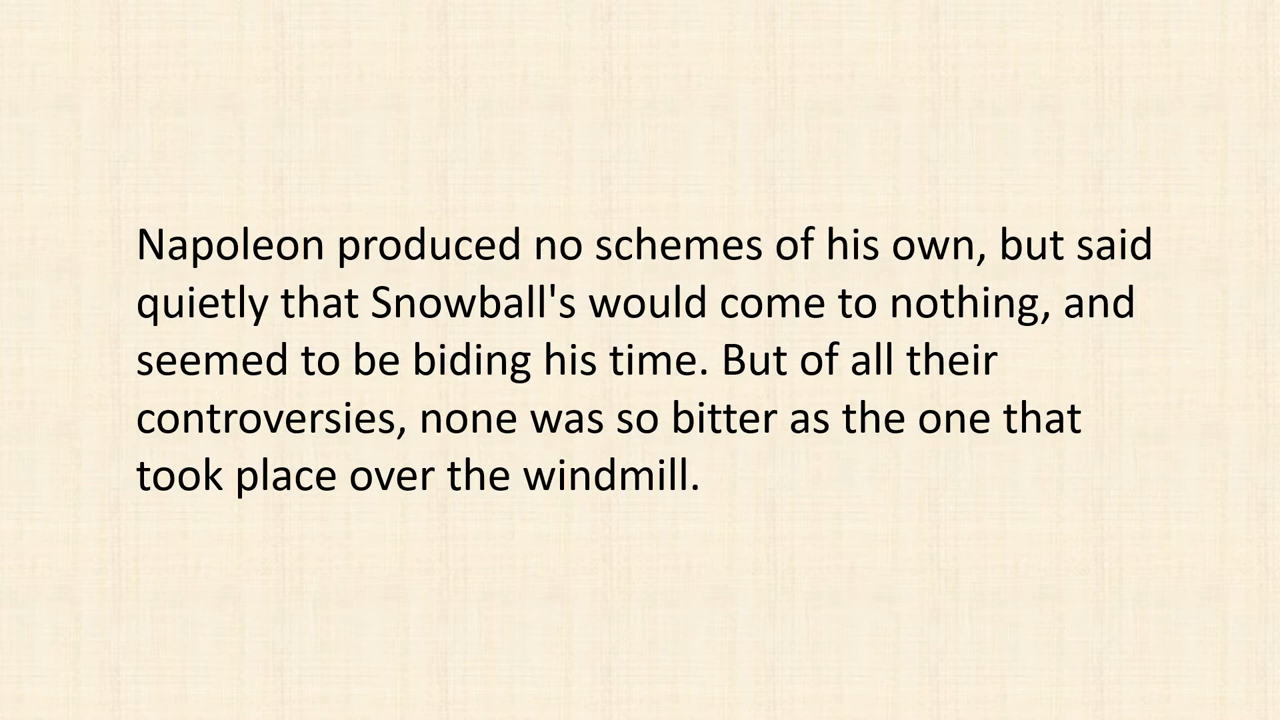 Napoleon produced no schemes of his own, but said
quietly that Snowball's would come to nothing, and
seemed to be biding his time. But of all their
controversies, none was so bitter as the one that
took place over the windmill.